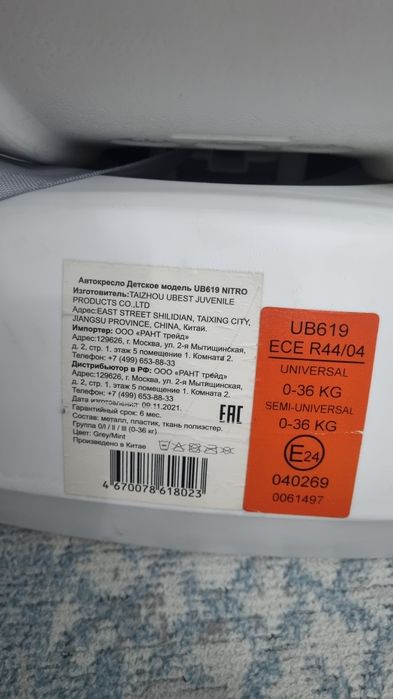 Автокресло Детское модель UB619 NITRO
Изготовитель:TAIZHOU UBEST JUVENILE
PRODUCTS CO.,LTD
Адрес:EAST STREET SHILIDIAN, TAIXING CITY,
JIANGSU PROVINCE, CHINA, Китай.
Импортер: ООО «РАНТ трейд»
Адрес:129626, г. Москва, ул. 2-я Мытищинская,
д. 2, стр. 1. этаж 5 помещение 1. Комната 2.
Телефон: +7 (499) 653-88-33
Дистрибьютор в РФ: ООО «РАНТ трейд»
Адрес:129626, г. Москва, ул. 2-я Мытищинская,
д. 2, стр. 1, этаж 5 помещение 1. Комната 2.
Телефон: +7 (499) 653-88-33
Дата изготовления: 09.11.2021.
Гарантийный срок: 6 мес.
Состав: металл, пластик, ткань полиэстер.
Группа 0/I / II / III (0-36 кг)
Цвет: Grey/Mint
Произведено в Китае
EAC
4 670078 618023
UB619
ECE R44/04
UNIVERSAL
0-36 KG
SEMI-UNIVERSAL
0-36 KG
E24
040269
0061497